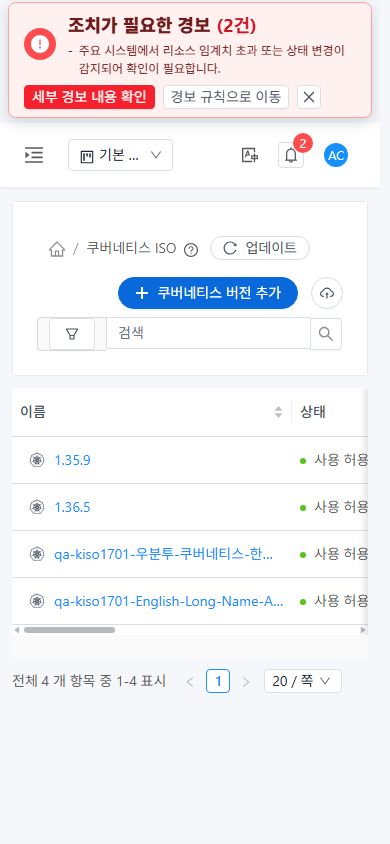 조치가 필요한 경보 (2건)
- 주요 시스템에서 리소스 임계치 초과 또는 상태 변경이
감지되어 확인이 필요합니다.
세부 경보 내용 확인 경보 규칙으로 이동
기본 ... 2 AC
/ 쿠버네티스 ISO 업데이트
쿠버네티스 버전 추가
검색
이름 상태
1.35.9 사용 허용
1.36.5 사용 허용
qa-kiso1701-우분투-쿠버네티스-한... 사용 허용
qa-kiso1701-English-Long-Name-A... 사용 허용
전체 4 개 항목 중 1-4 표시 < 1 > 20 / 쪽